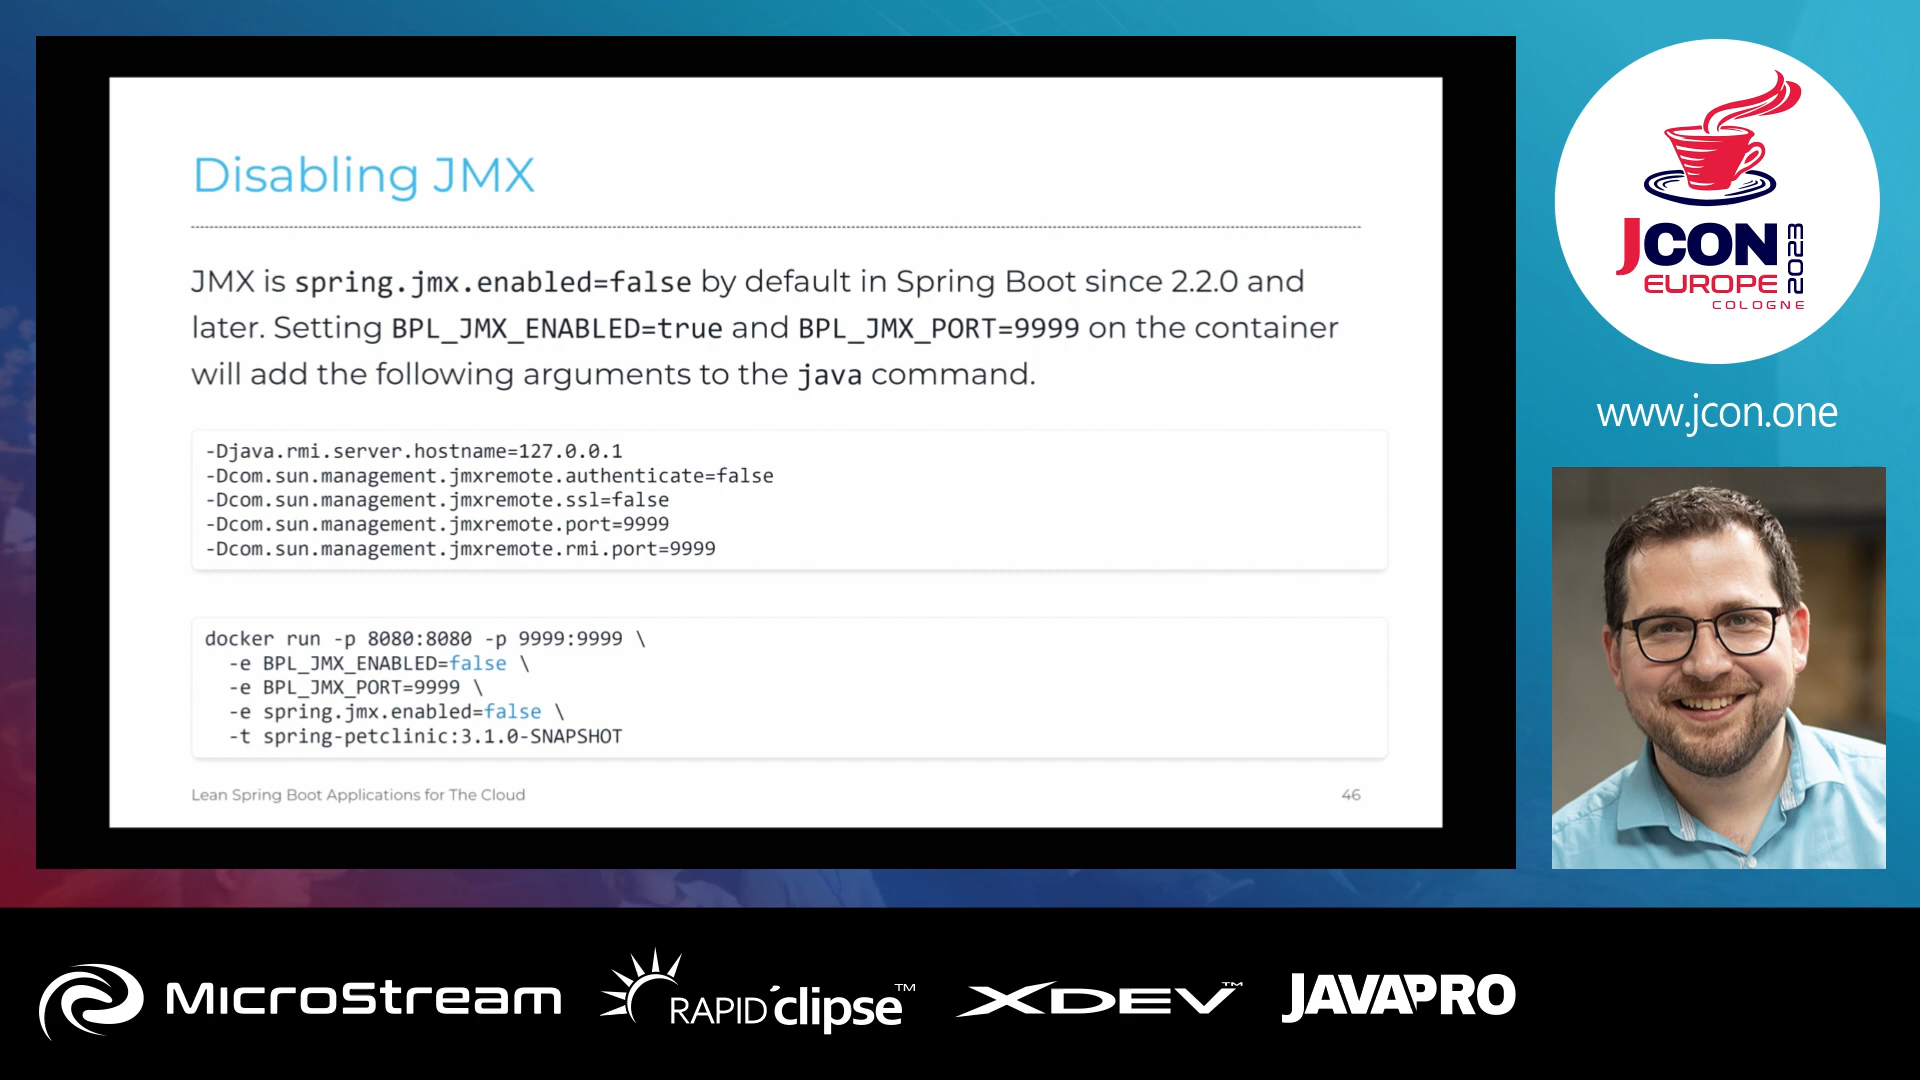 Disabling JMX
JMX is spring.jmx.enabled=false by default in Spring Boot since 2.2.0 and
later. Setting BPL_JMX_ENABLED=true and BPL_JMX_PORT=9999 on the container
will add the following arguments to the java command.
-Djava.rmi.server.hostname=127.0.0.1
-Dcom.sun.management.jmxremote.authenticate=false
-Dcom.sun.management.jmxremote.ssl=false
-Dcom.sun.management.jmxremote.port=9999
-Dcom.sun.management.jmxremote.rmi.port=9999
docker run -p 8080:8080 -p 9999:9999 \
-e BPL_JMX_ENABLED=false \
-e BPL_JMX_PORT=9999 \
-e spring.jmx.enabled=false \
-t spring-petclinic:3.1.0-SNAPSHOT
Lean Spring Boot Applications for The Cloud
46
JCON
EUROPE
2023
COLOGNE
www.jcon.one
MicroStream
RAPID clipse™
XDEV™
JAVAPRO